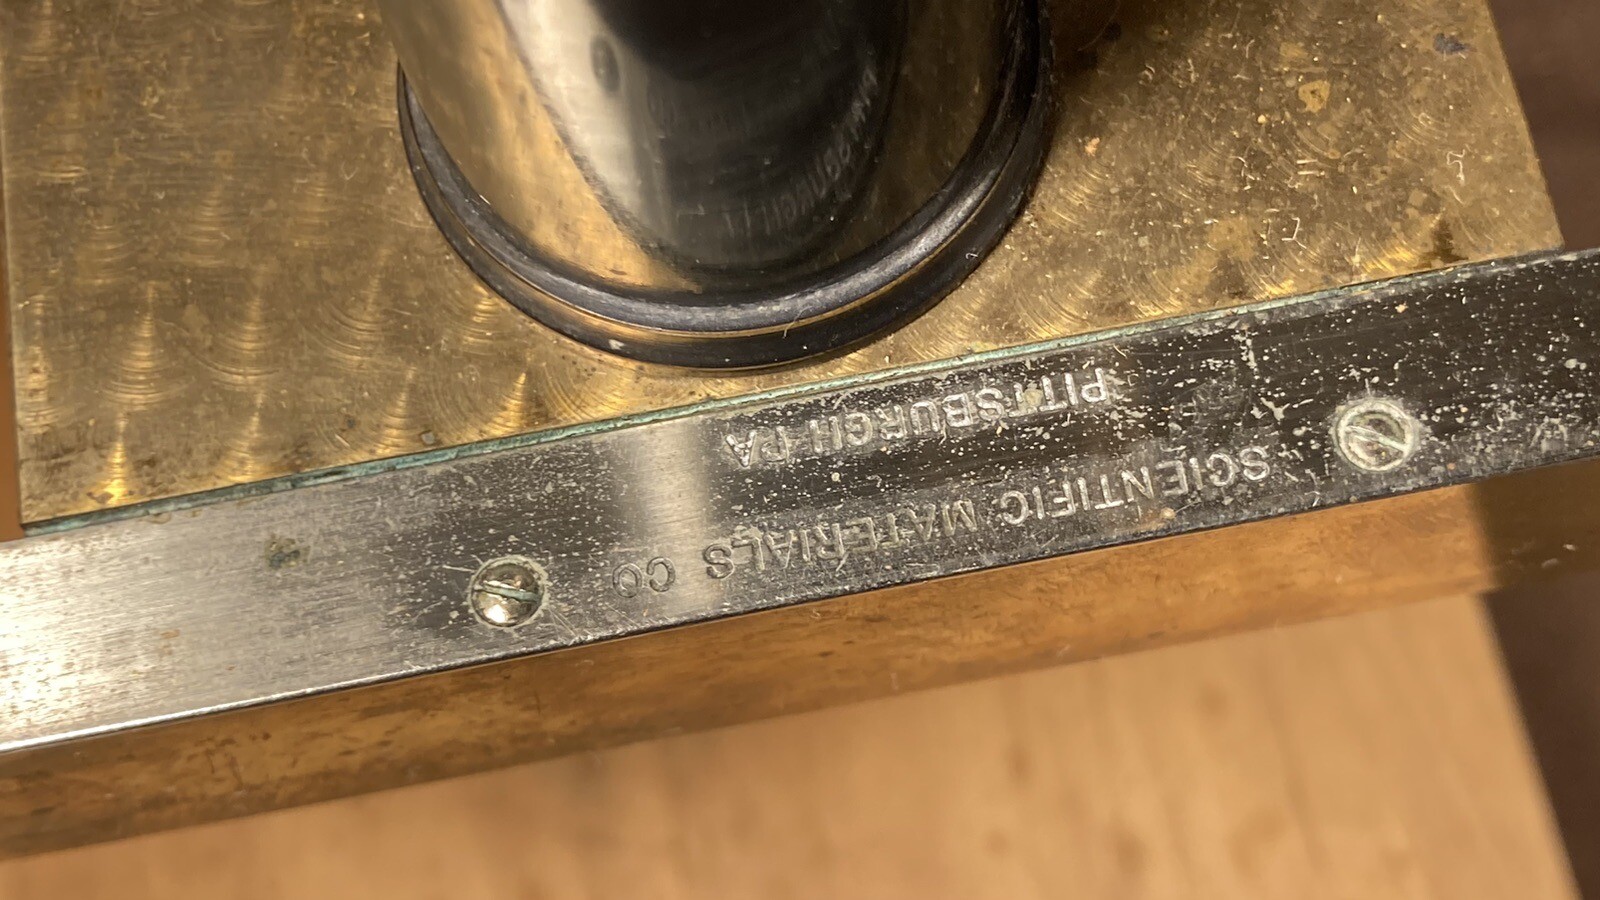 SCIENTIFIC MATERIALS CO
PITTSBURGH PA